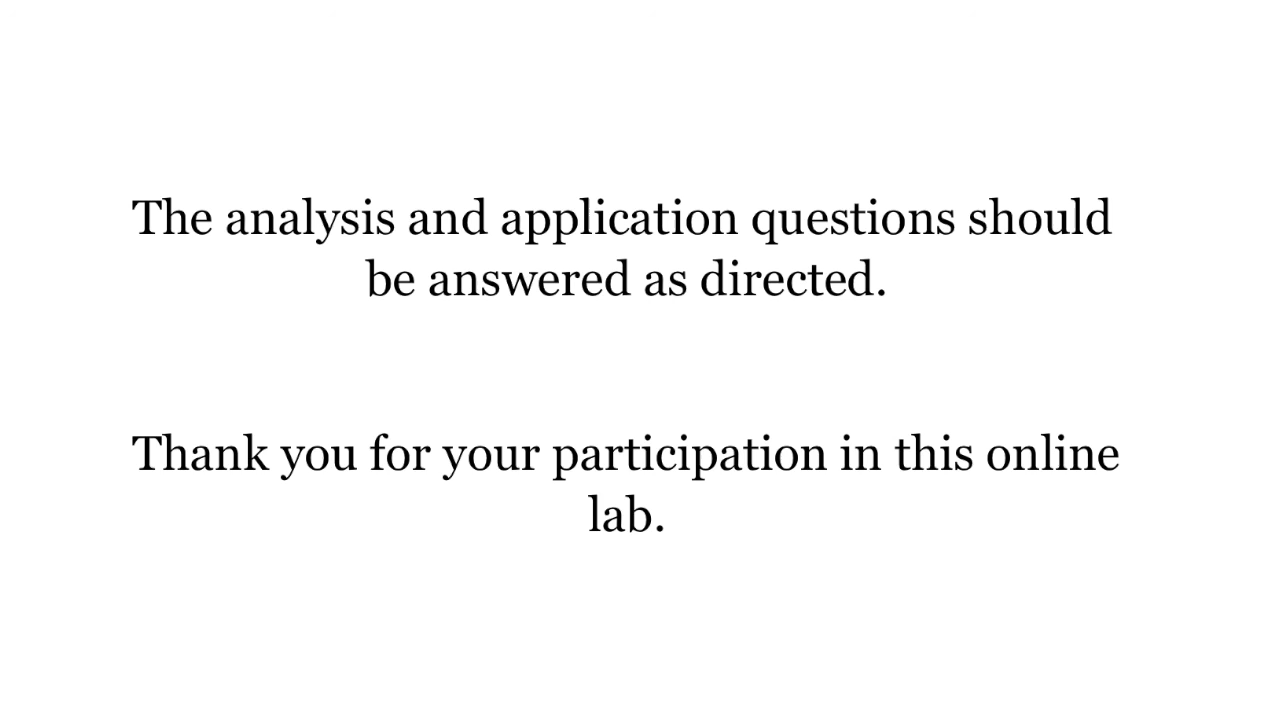 The analysis and application questions should
be answered as directed.
Thank you for your participation in this online
lab.